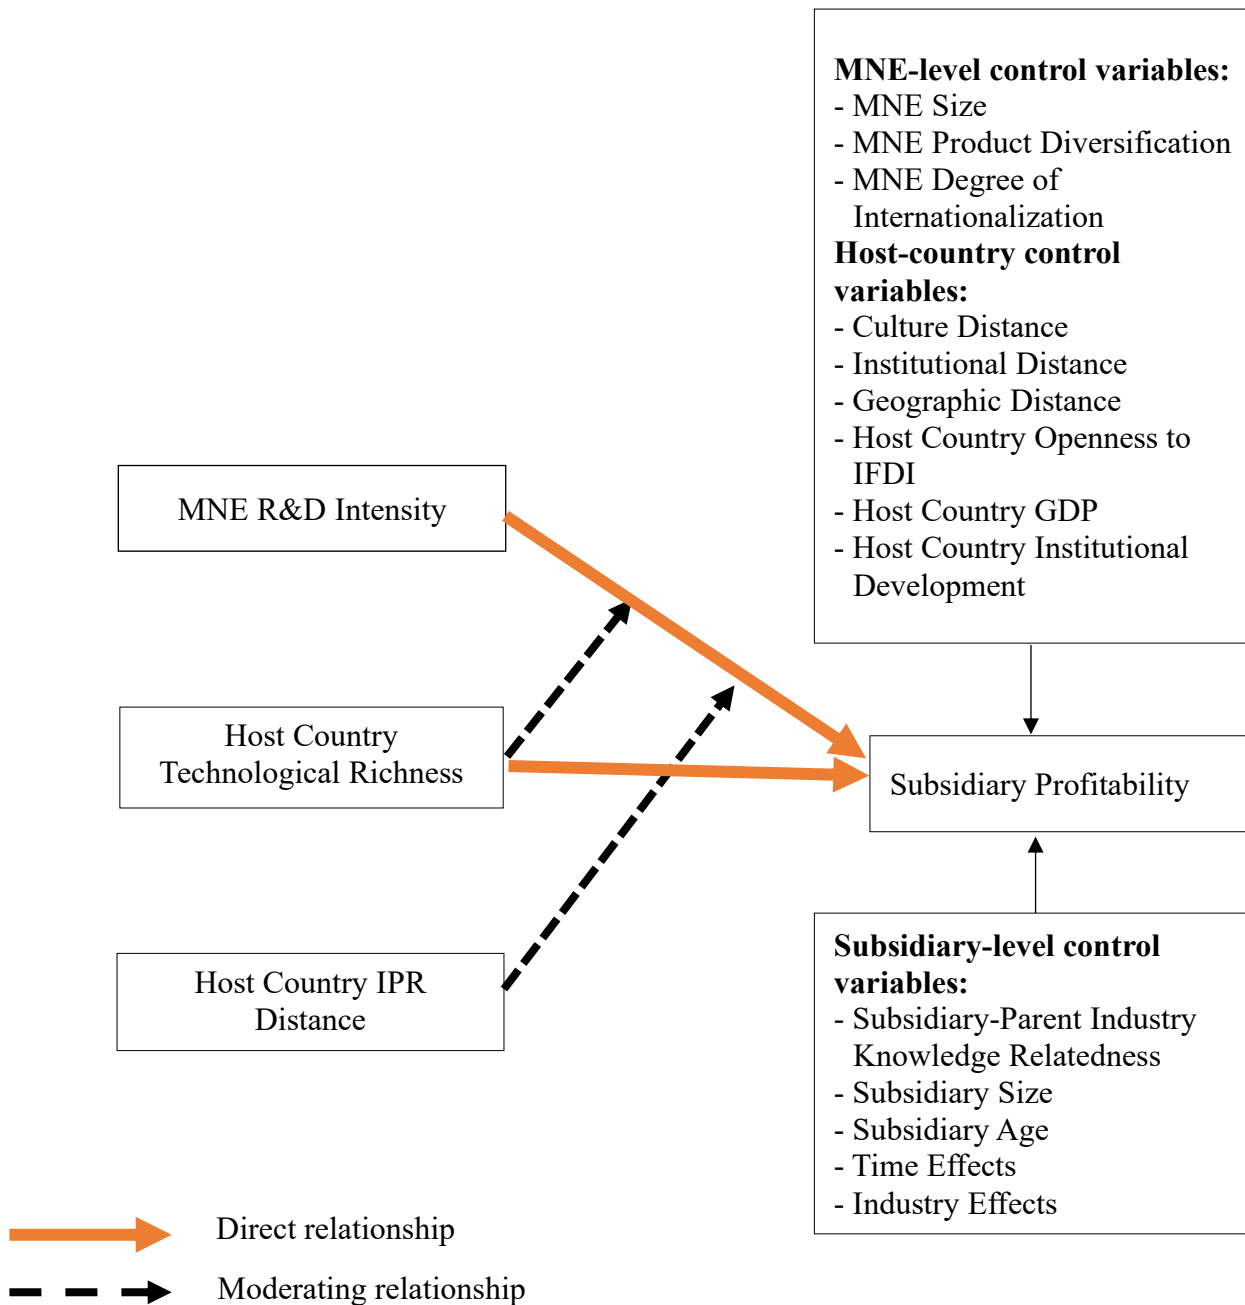 MNE-level control variables:
- MNE Size
- MNE Product Diversification
- MNE Degree of
Internationalization
Host-country control
variables:
- Culture Distance
- Institutional Distance
- Geographic Distance
- Host Country Openness to
IFDI
- Host Country GDP
- Host Country Institutional
Development
MNE R&D Intensity
Host Country
Technological Richness
Subsidiary Profitability
Host Country IPR
Distance
Subsidiary-level control
variables:
- Subsidiary-Parent Industry
Knowledge Relatedness
- Subsidiary Size
- Subsidiary Age
- Time Effects
- Industry Effects
Direct relationship
Moderating relationship